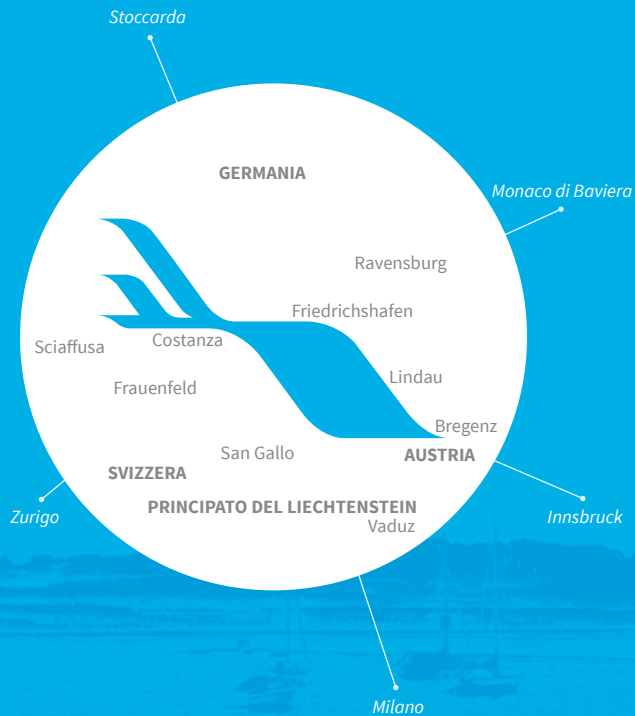 Stoccarda
GERMANIA
Monaco di Baviera
Ravensburg
Friedrichshafen
Costanza
Sciaffusa
Lindau
Frauenfeld
Bregenz
San Gallo
AUSTRIA
SVIZZERA
PRINCIPATO DEL LIECHTENSTEIN
Zurigo
Innsbruck
Vaduz
Milano